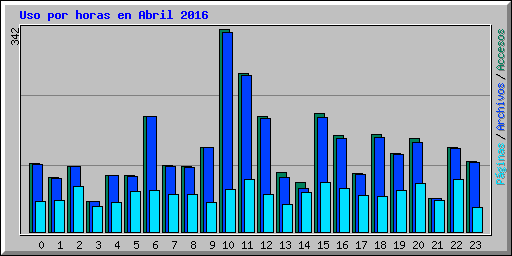 Uso por horas en Abril 2016
342
0 1 2 3 4 5 6 7 8 9 10 11 12 13 14 15 16 17 18 19 20 21 22 23
Páginas / Archivos / Accesos